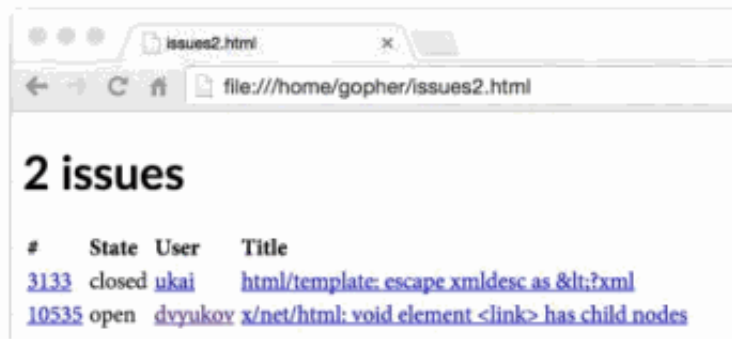 issues2.html ×
file:///home/gopher/issues2.html
2 issues
# State User Title
3133 closed ukai html/template: escape xmldesc as &lt;?xml
10535 open dvyukov x/net/html: void element <link> has child nodes